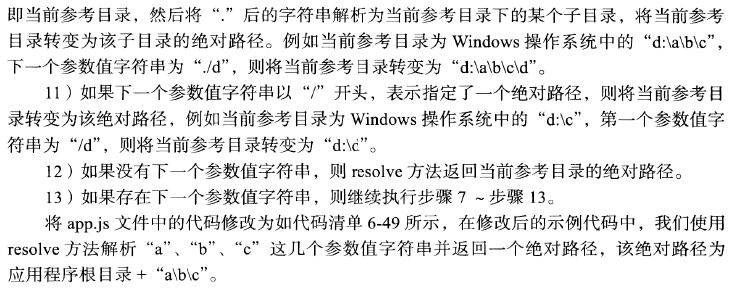 即当前参考目录，然后将“.”后的字符串解析为当前参考目录下的某个子目录，将当前参考
目录转变为该子目录的绝对路径。例如当前参考目录为 Windows 操作系统中的“d:\a\b\c”，
下一个参数值字符串为“./d”，则将当前参考目录转变为“d:\a\b\c\d”。
11）如果下一个参数值字符串以“/”开头，表示指定了一个绝对路径，则将当前参考目
录转变为该绝对路径，例如当前参考目录为 Windows 操作系统中的“d:\c”，第一个参数值字
符串为“/d”，则将当前参考目录转变为“d:\d”。
12）如果没有下一个参数值字符串，则 resolve 方法返回当前参考目录的绝对路径。
13）如果存在下一个参数值字符串，则继续执行步骤 7 ~ 步骤 13。
将 app.js 文件中的代码修改为如代码清单 6-49 所示，在修改后的示例代码中，我们使用
resolve 方法解析“a”、“b”、“c”这几个参数值字符串并返回一个绝对路径，该绝对路径为
应用程序根目录 +“a\b\c”。